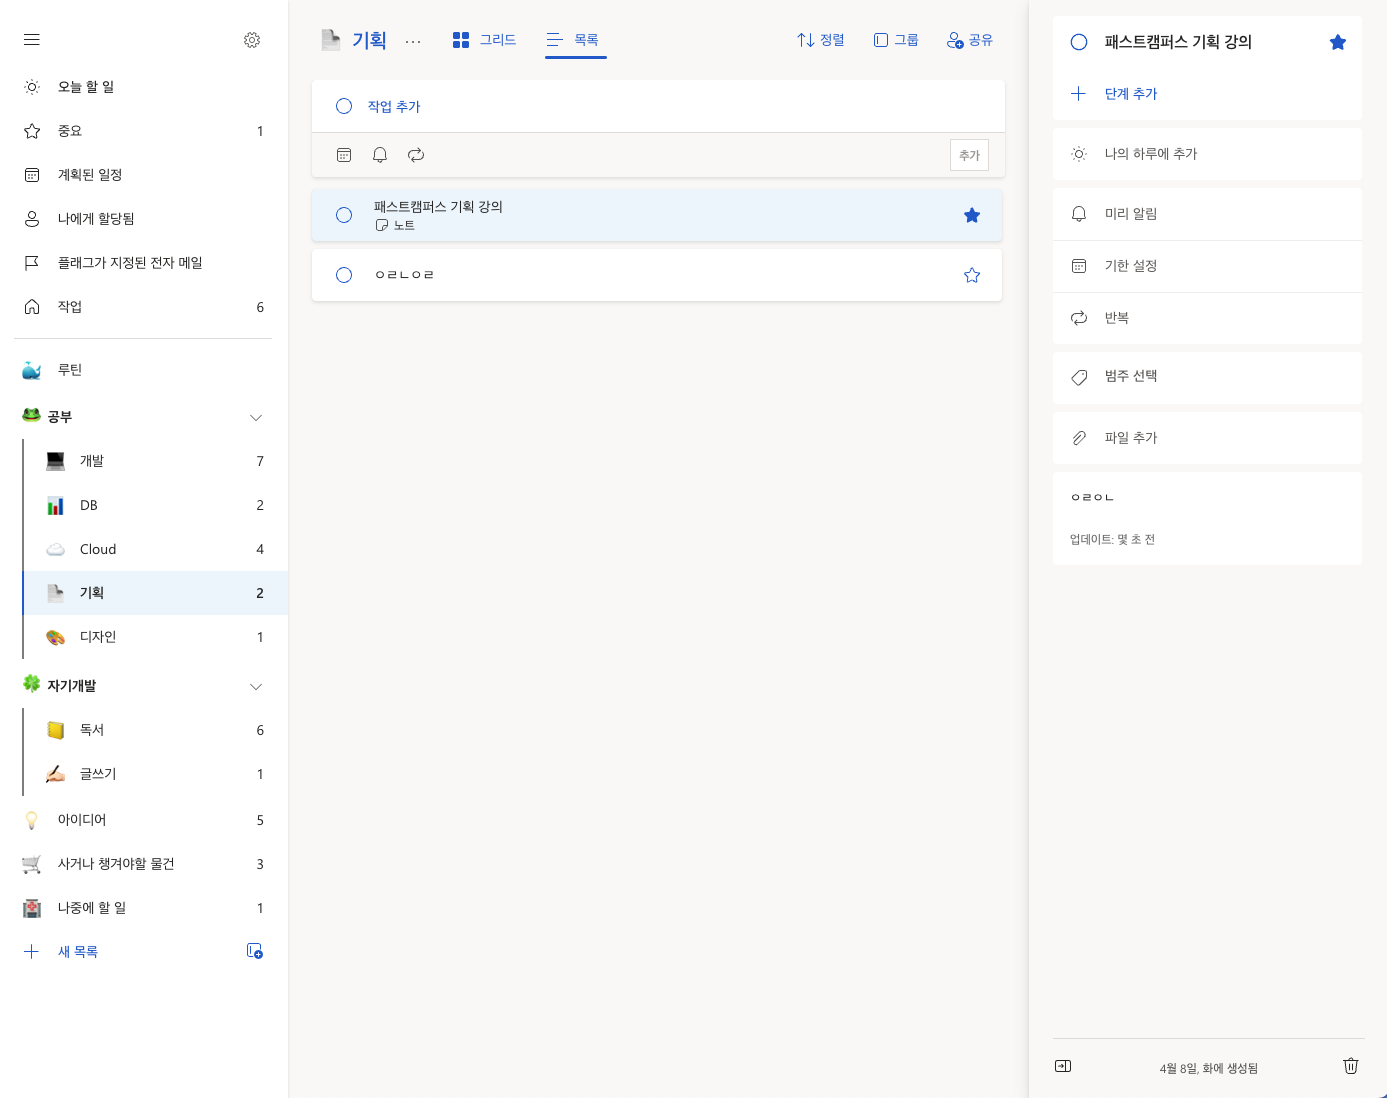 오늘 할 일
중요 1
계획된 일정
나에게 할당됨
플래그가 지정된 전자 메일
작업 6
루틴
공부
개발 7
DB 2
Cloud 4
기획 2
디자인 1
자기개발
독서 6
글쓰기 1
아이디어 5
사거나 챙겨야할 물건 3
나중에 할 일 1
새 목록
기획 ... 그리드 목록 정렬 그룹 공유
작업 추가
추가
패스트캠퍼스 기획 강의
노트
ㅇㄹㄴㅇㄹ
패스트캠퍼스 기획 강의
단계 추가
나의 하루에 추가
미리 알림
기한 설정
반복
범주 선택
파일 추가
ㅇㄹㅇㄴ
업데이트: 몇 초 전
4월 8일, 화에 생성됨